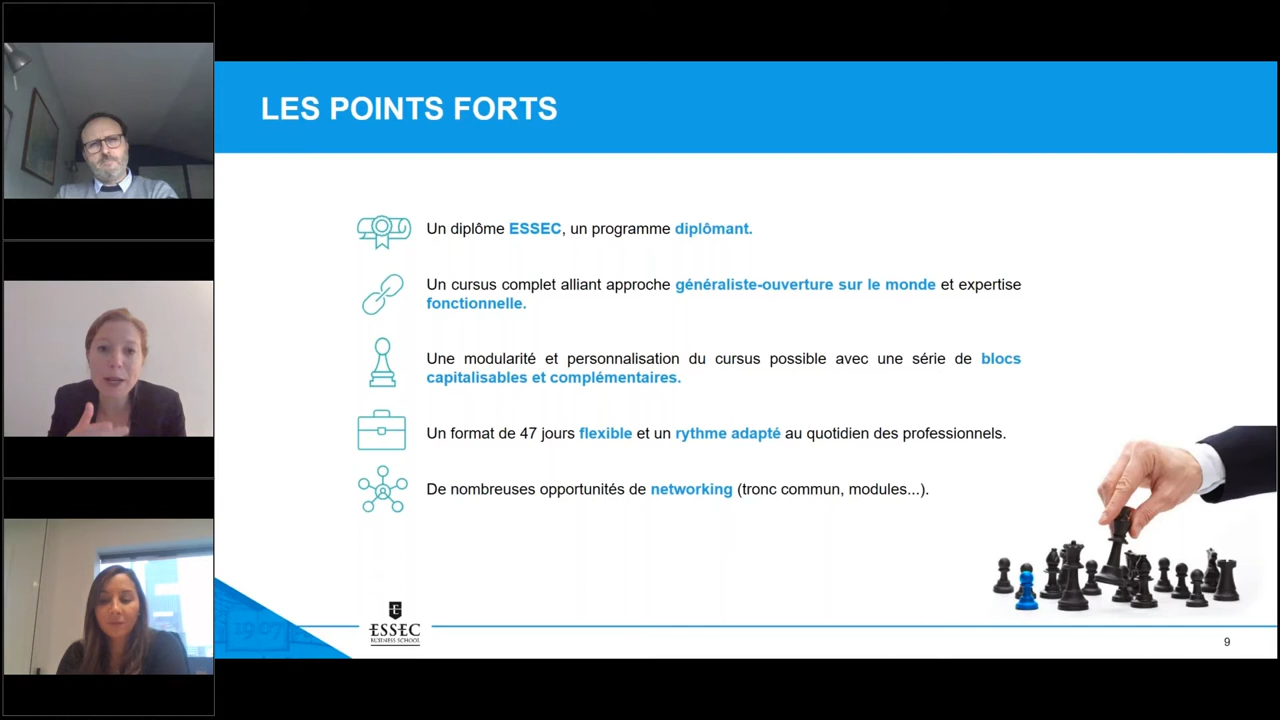 LES POINTS FORTS
Un diplôme ESSEC, un programme diplômant.
Un cursus complet alliant approche généraliste-ouverture sur le monde et expertise
fonctionnelle.
Une modularité et personnalisation du cursus possible avec une série de blocs
capitalisables et complémentaires.
Un format de 47 jours flexible et un rythme adapté au quotidien des professionnels.
De nombreuses opportunités de networking (tronc commun, modules...).
1907
ESSEC
BUSINESS SCHOOL
9